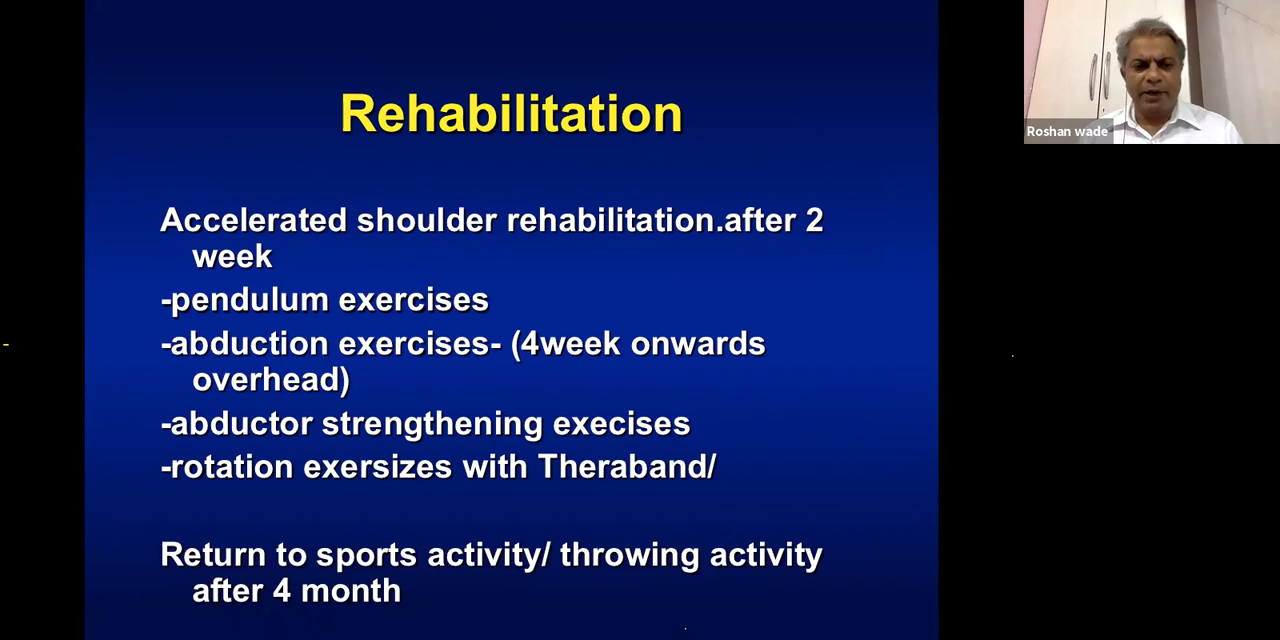 Rehabilitation
Accelerated shoulder rehabilitation.after 2
week
-pendulum exercises
-abduction exercises- (4week onwards
overhead)
-abductor strengthening execises
-rotation exersizes with Theraband/
Return to sports activity/ throwing activity
after 4 month
Roshan wade